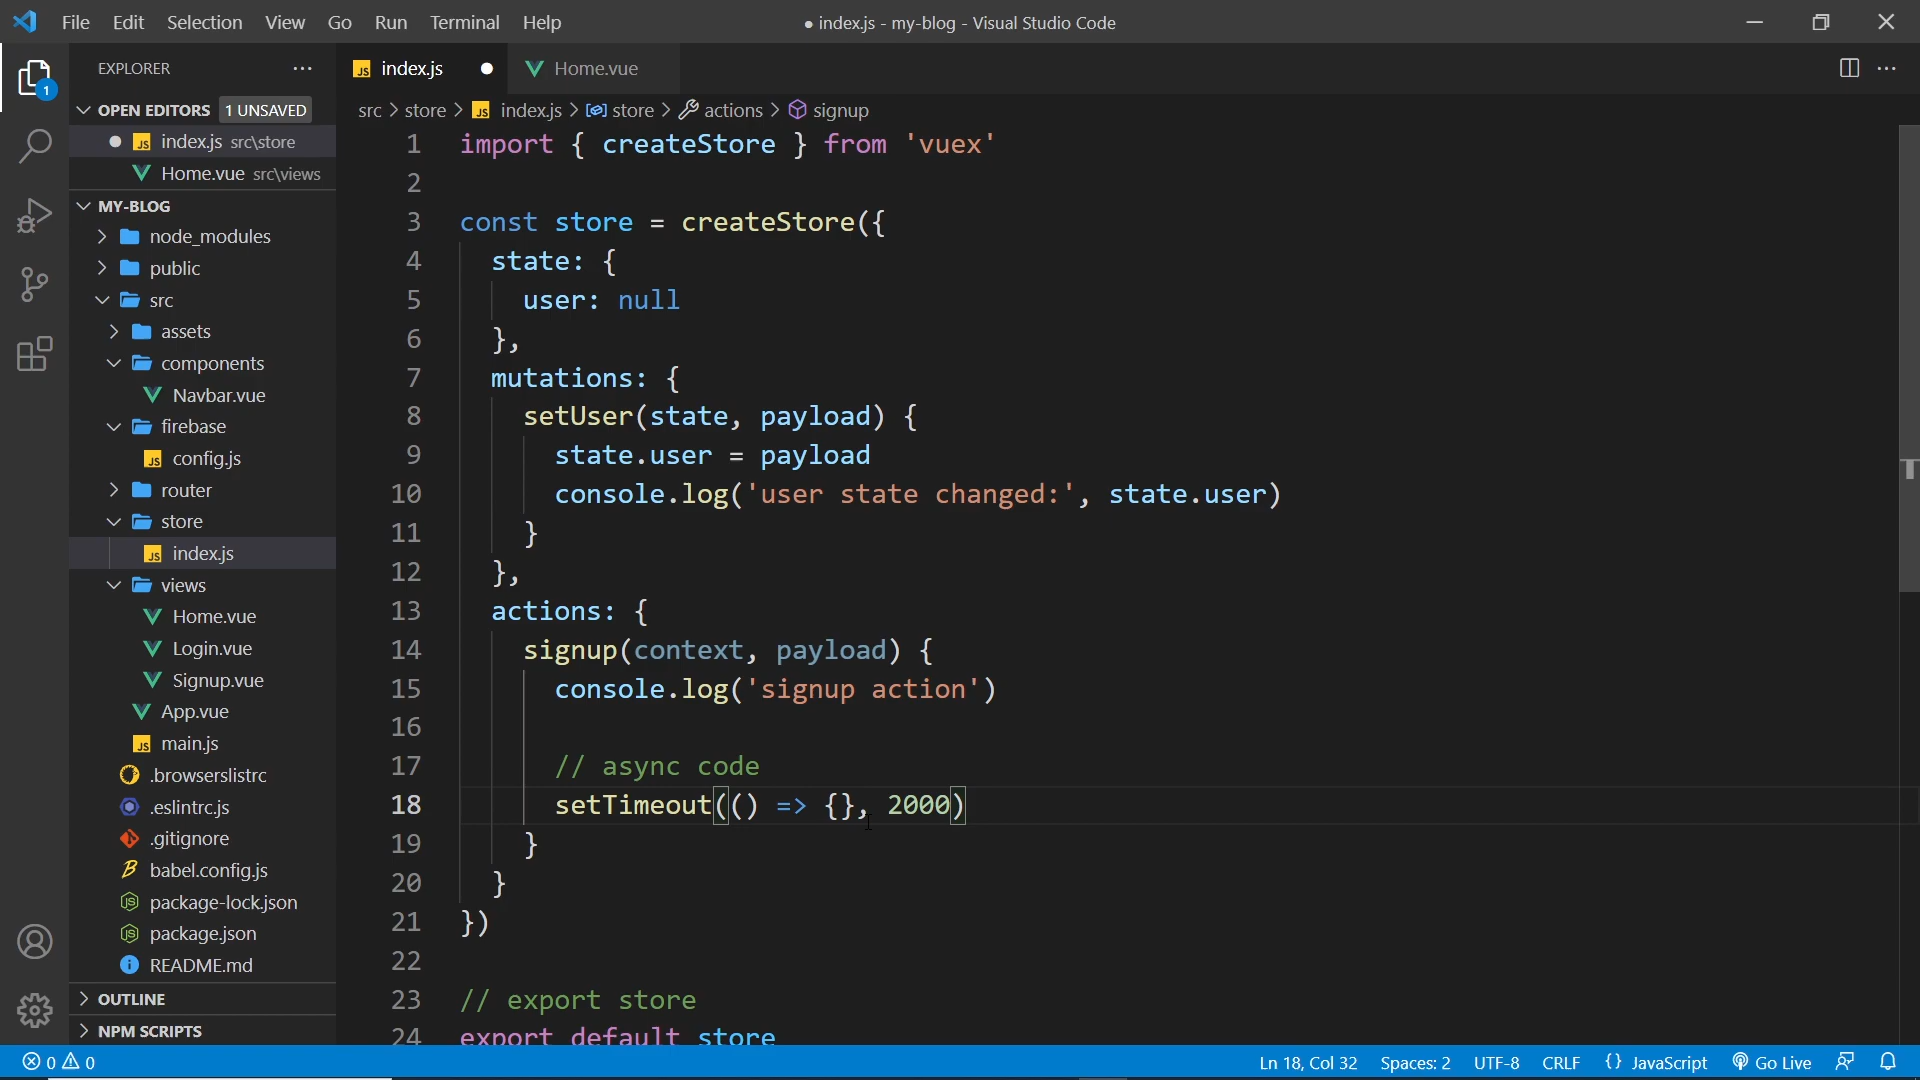 File Edit Selection View Go Run Terminal Help
● index.js - my-blog - Visual Studio Code
EXPLORER
OPEN EDITORS 1 UNSAVED
index.js src\store
Home.vue src\views
MY-BLOG
node_modules
public
src
assets
components
Navbar.vue
firebase
config.js
router
store
index.js
views
Home.vue
Login.vue
Signup.vue
App.vue
main.js
.browserslistrc
.eslintrc.js
.gitignore
babel.config.js
package-lock.json
package.json
README.md
OUTLINE
NPM SCRIPTS
1
JS index.js
Home.vue
src > store > JS index.js > store > actions > signup
1 import { createStore } from 'vuex'
2
3 const store = createStore({
4 state: {
5 user: null
6 },
7 mutations: {
8 setUser(state, payload) {
9 state.user = payload
10 console.log('user state changed:', state.user)
11 }
12 },
13 actions: {
14 signup(context, payload) {
15 console.log('signup action')
16
17 // async code
18 setTimeout(() => {}, 2000)
19 }
20 }
21 })
22
23 // export store
24 export default store
0 0
Ln 18, Col 32 Spaces: 2 UTF-8 CRLF {} JavaScript Go Live